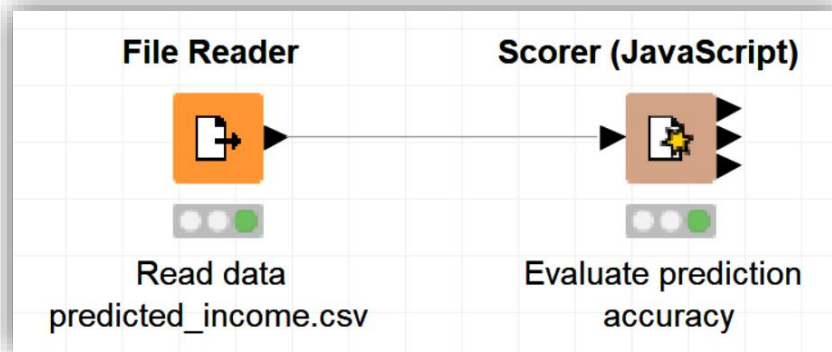 File Reader
Scorer (JavaScript)
Read data
predicted_income.csv
Evaluate prediction
accuracy